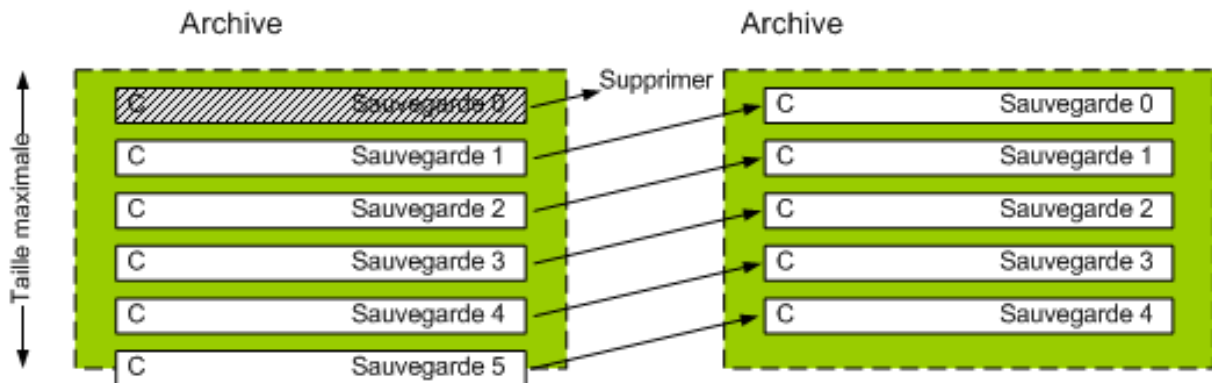 Archive
Archive
Taille maximale
Supprimer
C Sauvegarde 0
C Sauvegarde 1
C Sauvegarde 2
C Sauvegarde 3
C Sauvegarde 4
C Sauvegarde 5
C Sauvegarde 0
C Sauvegarde 1
C Sauvegarde 2
C Sauvegarde 3
C Sauvegarde 4